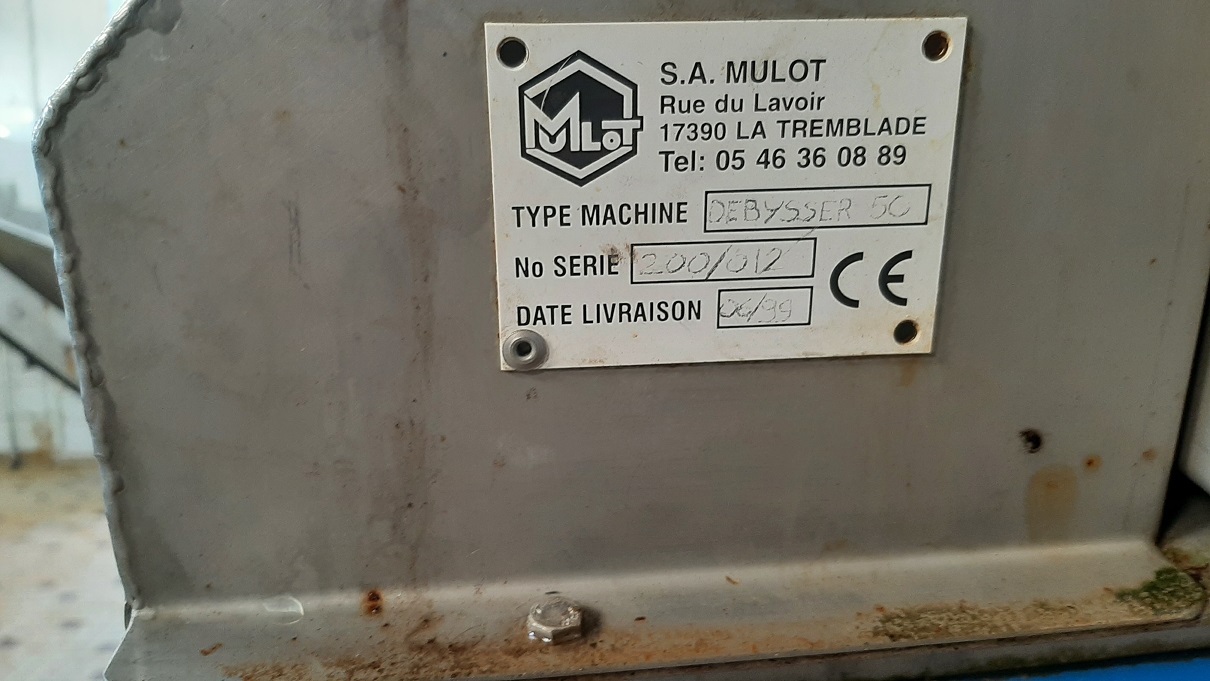 MULOT
S.A. MULOT
Rue du Lavoir
17390 LA TREMBLADE
Tel: 05 46 36 08 89
TYPE MACHINE DEBYSSER 50
No SERIE 200/012
DATE LIVRAISON 06/99
CE